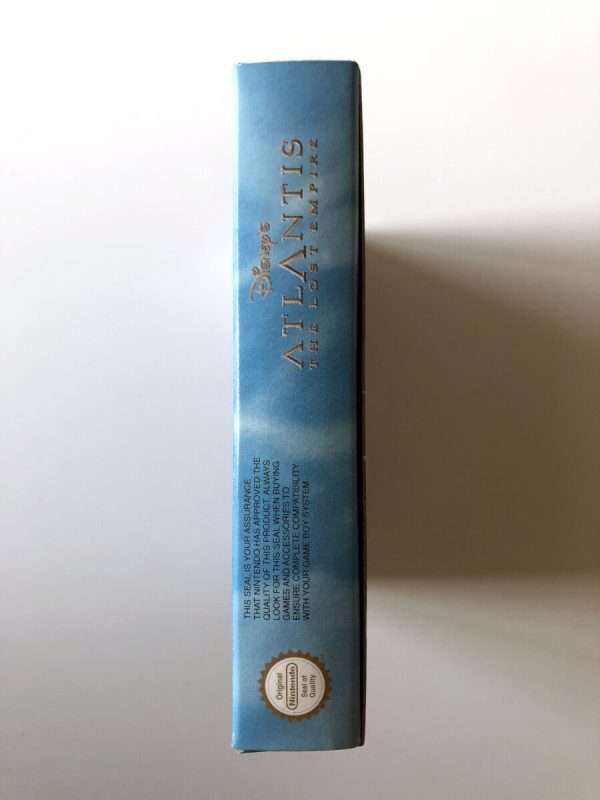 Disney's
ATLANTIS
THE LOST EMPIRE
THIS SEAL IS YOUR ASSURANCE
THAT NINTENDO HAS APPROVED THE
QUALITY OF THIS PRODUCT. ALWAYS
LOOK FOR THIS SEAL WHEN BUYING
GAMES AND ACCESSORIES TO
ENSURE COMPLETE COMPATIBILITY
WITH YOUR GAME BOY SYSTEM.
Original
Nintendo
Seal of
Quality